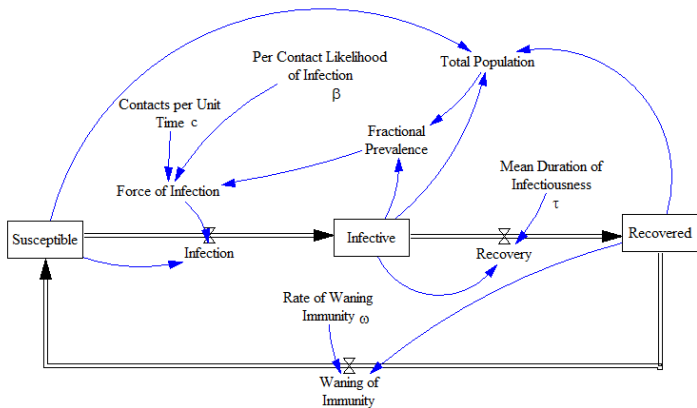 Per Contact Likelihood
of Infection
β
Total Population
Contacts per Unit
Time c
Fractional
Prevalence
Mean Duration of
Infectiousness
τ
Force of Infection
Susceptible
Infection
Infective
Recovery
Recovered
Rate of Waning
Immunity ω
Waning of
Immunity